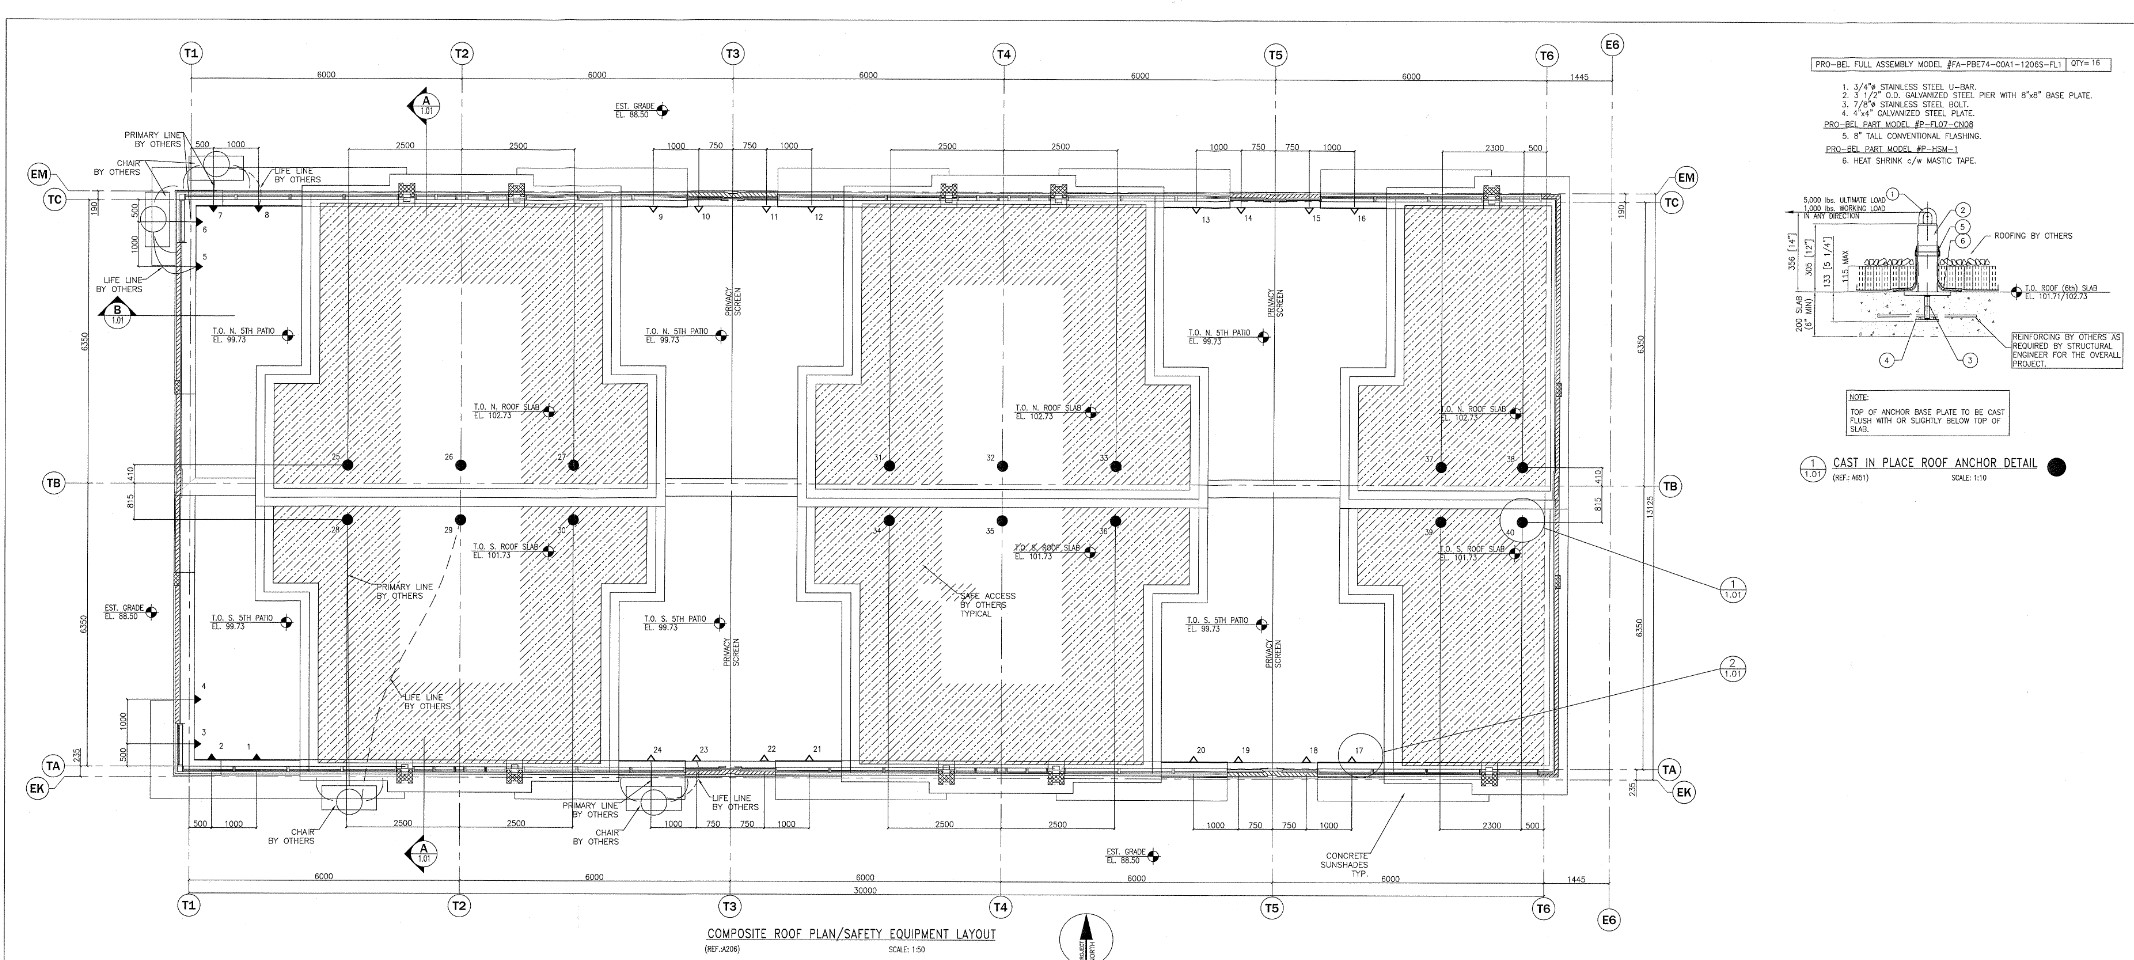 T1 T2 T3 T4 T5 T6 E6
6000 6000 6000 6000 6000 1445
A
1.01
EST. GRADE
EL. 88.50
PRIMARY LINE
BY OTHERS
CHAIR
BY OTHERS
LIFE LINE
BY OTHERS
500 1000
2500 2500
1000 750 750 1000
2500 2500
1000 750 750 1000
2300 500
EM
TC
190
EM
TC
190
7 8 9 10 11 12 13 14 15 16
6
5
500
1000
LIFE LINE
BY OTHERS
B
1.01
PRIVACY
SCREEN
PRIVACY
SCREEN
T.O. N. 5TH PATIO
EL. 99.73
T.O. N. 5TH PATIO
EL. 99.73
T.O. N. 5TH PATIO
EL. 99.73
6350
6350
T.O. N. ROOF SLAB
EL. 102.73
T.O. N. ROOF SLAB
EL. 102.73
T.O. N. ROOF SLAB
EL. 102.73
25 26 27 31 32 33 37 38
410
TB
815
410
TB
815
13125
28 29 30 34 35 36 39 40
T.O. S. ROOF SLAB
EL. 101.73
T.O. S. ROOF SLAB
EL. 101.73
T.O. S. ROOF SLAB
EL. 101.73
PRIMARY LINE
BY OTHERS
SAFE ACCESS
BY OTHERS
TYPICAL
1
1.01
EST. GRADE
EL. 88.50
T.O. S. 5TH PATIO
EL. 99.73
T.O. S. 5TH PATIO
EL. 99.73
T.O. S. 5TH PATIO
EL. 99.73
6350
6350
PRIVACY
SCREEN
PRIVACY
SCREEN
2
1.01
LIFE LINE
BY OTHERS
4
3
1000
500
2 1 24 23 22 21 20 19 18 17
235
TA
EK
TA
EK
235
PRIMARY LINE
BY OTHERS
LIFE LINE
BY OTHERS
CHAIR
BY OTHERS
CHAIR
BY OTHERS
500 1000
2500 2500
1000 750 750 1000
2500 2500
1000 750 750 1000
2300 500
A
1.01
EST. GRADE
EL. 88.50
CONCRETE
SUNSHADES
TYP.
6000 6000 6000 6000 6000 1445
30000
T1 T2 T3 T4 T5 T6 E6
COMPOSITE ROOF PLAN/SAFETY EQUIPMENT LAYOUT
(REF.:A206) SCALE: 1:50
PROJECT
NORTH
PRO-BEL FULL ASSEMBLY MODEL #FA-PBE74-C0A1-1206S-FL1 QTY= 16
1. 3/4"ø STAINLESS STEEL U-BAR.
2. 3 1/2" O.D. GALVANIZED STEEL PIER WITH 8"x8" BASE PLATE.
3. 7/8"ø STAINLESS STEEL BOLT.
4. 4"x4" GALVANIZED STEEL PLATE.
PRO-BEL PART MODEL #P-FL07-CN08
5. 8" TALL CONVENTIONAL FLASHING.
PRO-BEL PART MODEL #P-HSM-1
6. HEAT SHRINK c/w MASTIC TAPE.
5,000 lbs. ULTIMATE LOAD
1,000 lbs. WORKING LOAD
IN ANY DIRECTION
1
2
5
6
ROOFING BY OTHERS
356 [14"]
305 [12"]
133 [5 1/4"]
115 MAX
200 SLAB
(6" MIN)
T.O. ROOF (6th) SLAB
EL. 101.71/102.73
REINFORCING BY OTHERS AS
REQUIRED BY STRUCTURAL
ENGINEER FOR THE OVERALL
PROJECT.
4
3
NOTE:
TOP OF ANCHOR BASE PLATE TO BE CAST
FLUSH WITH OR SLIGHTLY BELOW TOP OF
SLAB.
1
1.01
CAST IN PLACE ROOF ANCHOR DETAIL
(REF.: A651) SCALE: 1:10